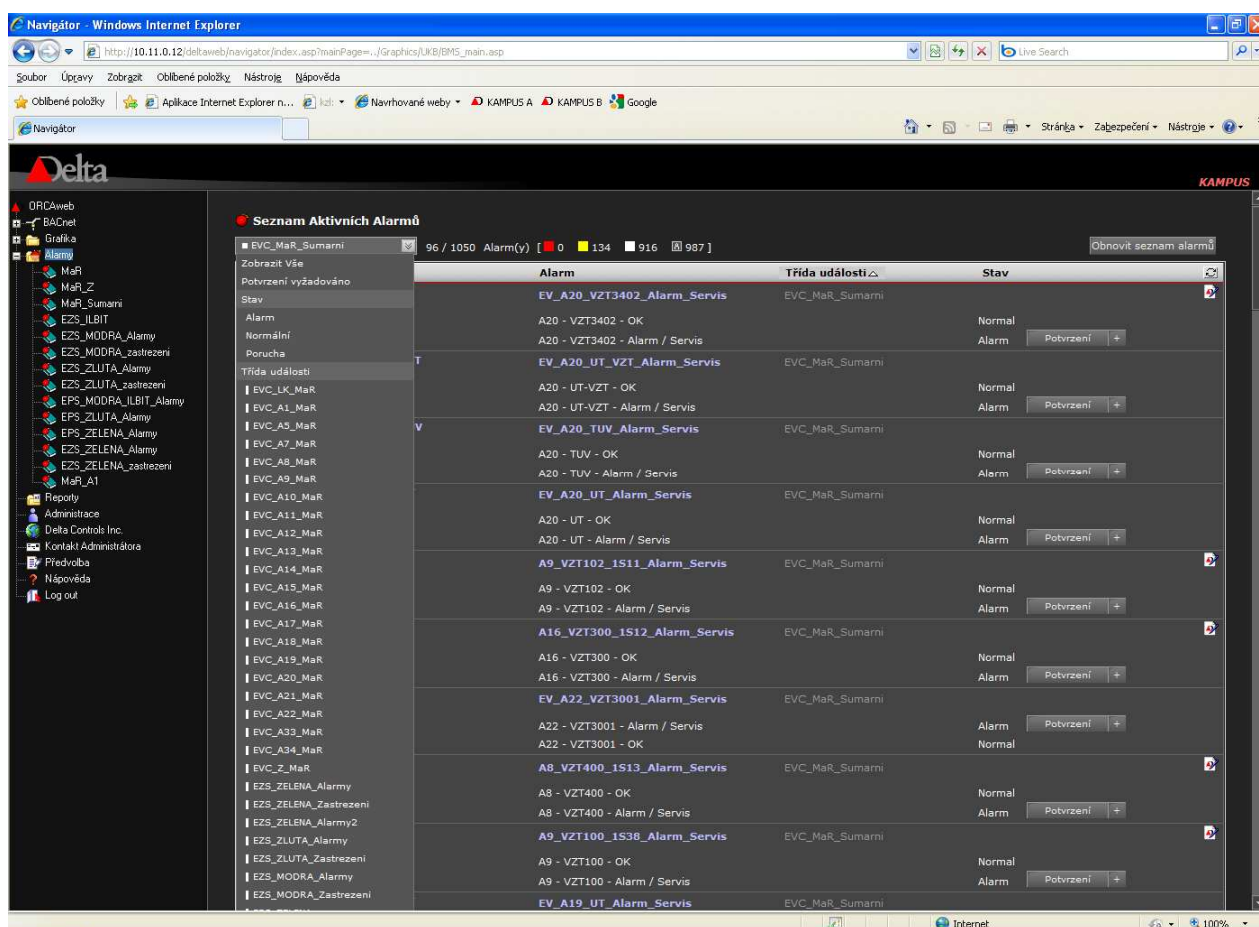 Navigátor - Windows Internet Explorer
http://10.11.0.12/deltaweb/navigator/index.asp?mainPage=../Graphics/UKB/BMS_main.asp
Live Search
Soubor Úpravy Zobrazit Oblíbené položky Nástroje Nápověda
Oblíbené položky Aplikace Internet Explorer n... kzl: Navrhované weby KAMPUS A KAMPUS B Google
Navigátor
Stránka Zabezpečení Nástroje
Delta
KAMPUS
ORCAweb
BACnet
Grafika
Alarmy
MaR
MaR_Z
MaR_Sumarni
EZS_ILBIT
EZS_MODRA_Alarmy
EZS_MODRA_zastrezeni
EZS_ZLUTA_Alarmy
EZS_ZLUTA_zastrezeni
EPS_MODRA_ILBIT_Alarmy
EPS_ZLUTA_Alarmy
EPS_ZELENA_Alarmy
EZS_ZELENA_Alarmy
EZS_ZELENA_zastrezeni
MaR_A1
Reporty
Administrace
Delta Controls Inc.
Kontakt Administrátora
Předvolba
Nápověda
Log out
Seznam Aktivních Alarmů
EVC_MaR_Sumarni
96 / 1050 Alarm(y) [ 0 134 916 A 987 ]
Obnovit seznam alarmů
Zobrazit Vše
Potvrzení vyžadováno
Stav
Alarm
Normální
Porucha
Třída události
EVC_LK_MaR
EVC_A1_MaR
EVC_A5_MaR
EVC_A7_MaR
EVC_A8_MaR
EVC_A9_MaR
EVC_A10_MaR
EVC_A11_MaR
EVC_A12_MaR
EVC_A13_MaR
EVC_A14_MaR
EVC_A15_MaR
EVC_A16_MaR
EVC_A17_MaR
EVC_A18_MaR
EVC_A19_MaR
EVC_A20_MaR
EVC_A21_MaR
EVC_A22_MaR
EVC_A33_MaR
EVC_A34_MaR
EVC_Z_MaR
EZS_ZELENA_Alarmy
EZS_ZELENA_Zastrezeni
EZS_ZELENA_Alarmy2
EZS_ZLUTA_Alarmy
EZS_ZLUTA_Zastrezeni
EZS_MODRA_Alarmy
EZS_MODRA_Zastrezeni
Alarm Třída události Stav
EV_A20_VZT3402_Alarm_Servis EVC_MaR_Sumarni
A20 - VZT3402 - OK Normal
A20 - VZT3402 - Alarm / Servis Alarm Potvrzení +
T EV_A20_UT_VZT_Alarm_Servis EVC_MaR_Sumarni
A20 - UT-VZT - OK Normal
A20 - UT-VZT - Alarm / Servis Alarm Potvrzení +
V EV_A20_TUV_Alarm_Servis EVC_MaR_Sumarni
A20 - TUV - OK Normal
A20 - TUV - Alarm / Servis Alarm Potvrzení +
EV_A20_UT_Alarm_Servis EVC_MaR_Sumarni
A20 - UT - OK Normal
A20 - UT - Alarm / Servis Alarm Potvrzení +
A9_VZT102_1S11_Alarm_Servis EVC_MaR_Sumarni
A9 - VZT102 - OK Normal
A9 - VZT102 - Alarm / Servis Alarm Potvrzení +
A16_VZT300_1S12_Alarm_Servis EVC_MaR_Sumarni
A16 - VZT300 - OK Normal
A16 - VZT300 - Alarm / Servis Alarm Potvrzení +
EV_A22_VZT3001_Alarm_Servis EVC_MaR_Sumarni
A22 - VZT3001 - Alarm / Servis Alarm Potvrzení +
A22 - VZT3001 - OK Normal
A8_VZT400_1S13_Alarm_Servis EVC_MaR_Sumarni
A8 - VZT400 - OK Normal
A8 - VZT400 - Alarm / Servis Alarm Potvrzení +
A9_VZT100_1S38_Alarm_Servis EVC_MaR_Sumarni
A9 - VZT100 - OK Normal
A9 - VZT100 - Alarm / Servis Alarm Potvrzení +
EV_A19_UT_Alarm_Servis EVC_MaR_Sumarni
Internet 100%